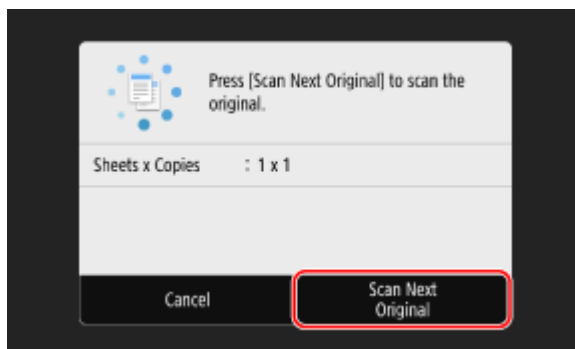 Press [Scan Next Original] to scan the
original.
Sheets x Copies : 1 x 1
Cancel
Scan Next
Original